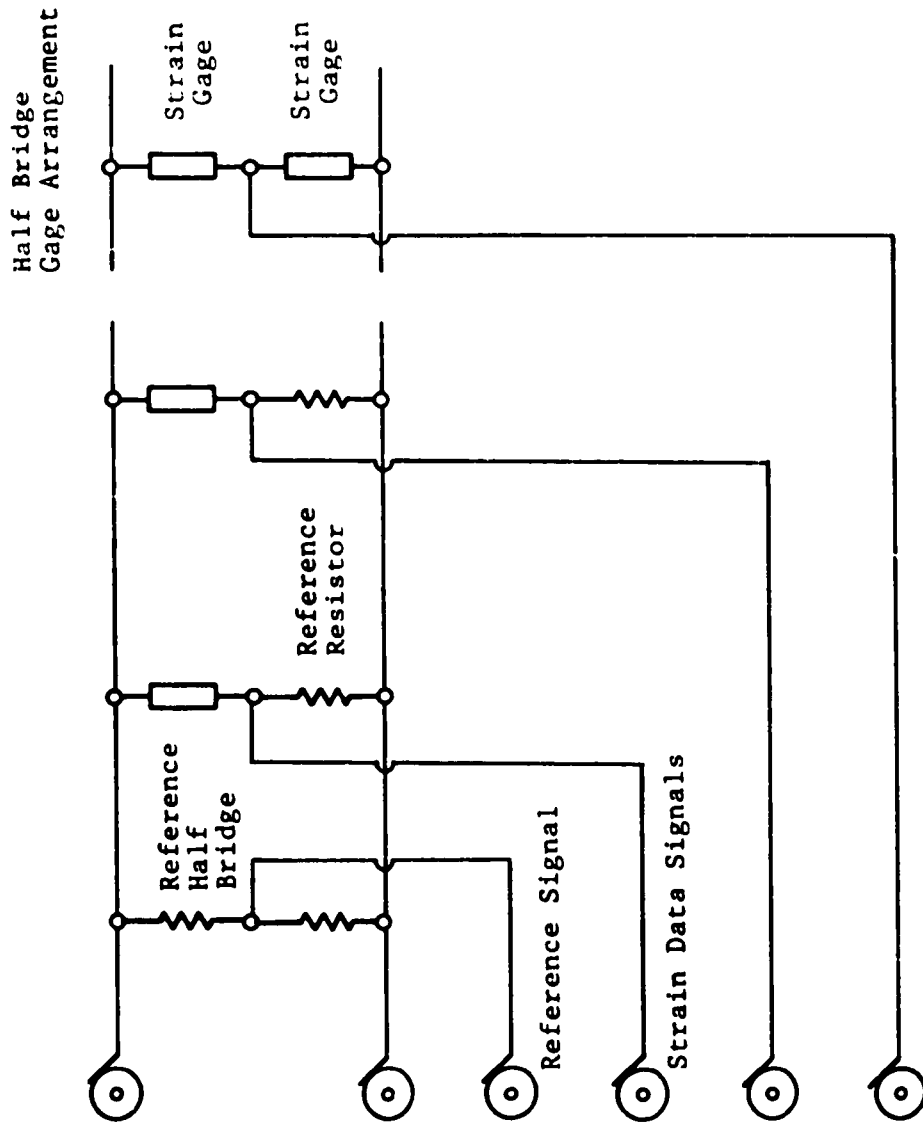 Half Bridge
Gage Arrangement
Strain
Gage
Strain
Gage
Reference
Resistor
Reference
Half
Bridge
Reference Signal
Strain Data Signals